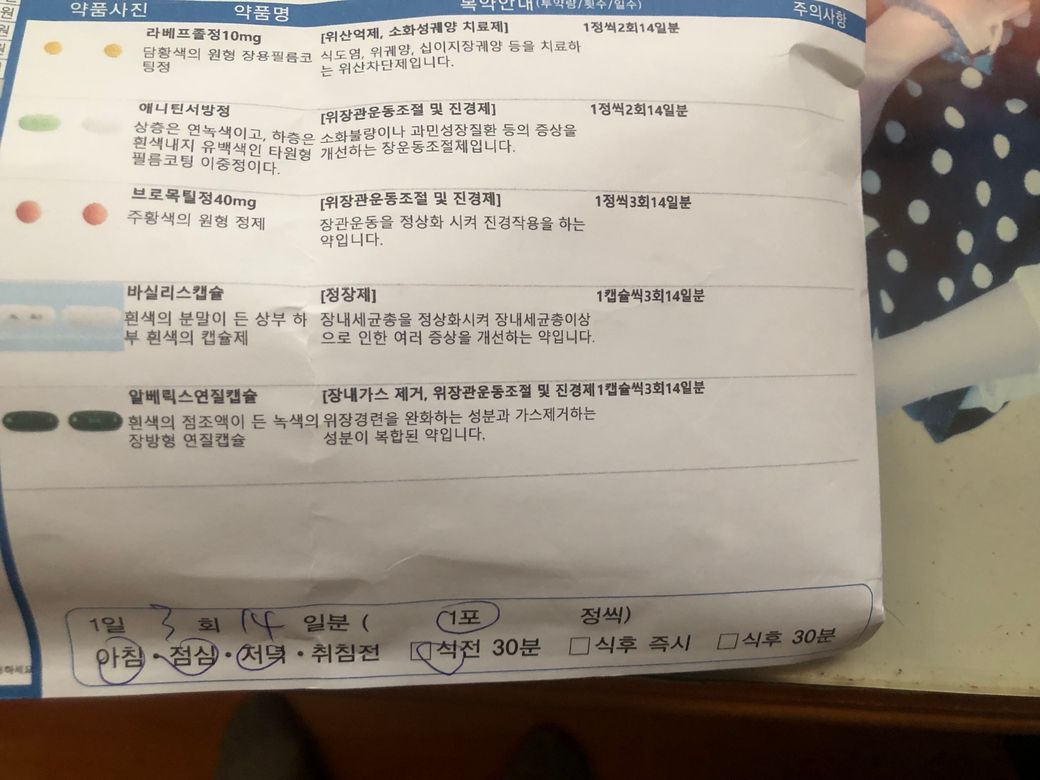 약품사진 약품명 복약안내(투약량/횟수/일수) 주의사항
라베프졸정10mg [위산억제, 소화성궤양 치료제] 1정씩2회14일분
담황색의 원형 장용필름코팅정 식도염, 위궤양, 십이지장궤양 등을 치료하는 위산차단제입니다.
애니틴서방정 [위장관운동조절 및 진경제] 1정씩2회14일분
상층은 연녹색이고, 하층은 소화불량이나 과민성장질환 등의 증상을
흰색내지 유백색인 타원형 개선하는 장운동조절제입니다.
필름코팅 이중정이다.
브로목틸정40mg [위장관운동조절 및 진경제] 1정씩3회14일분
주황색의 원형 정제 장관운동을 정상화 시켜 진경작용을 하는
약입니다.
바실리스캡슐 [정장제] 1캡슐씩3회14일분
흰색의 분말이 든 상부 하 장내세균총을 정상화시켜 장내세균총이상
부 흰색의 캡슐제 으로 인한 여러 증상을 개선하는 약입니다.
알베릭스연질캡슐 [장내가스 제거, 위장관운동조절 및 진경제1캡슐씩3회14일분
흰색의 점조액이 든 녹색의 위장경련을 완화하는 성분과 가스제거하는
장방형 연질캡슐 성분이 복합된 약입니다.
1일 3 회 14 일분 ( 1포 정씩)
아침 · 점심 · 저녁 · 취침전 □식전 30분 □식후 즉시 □식후 30분